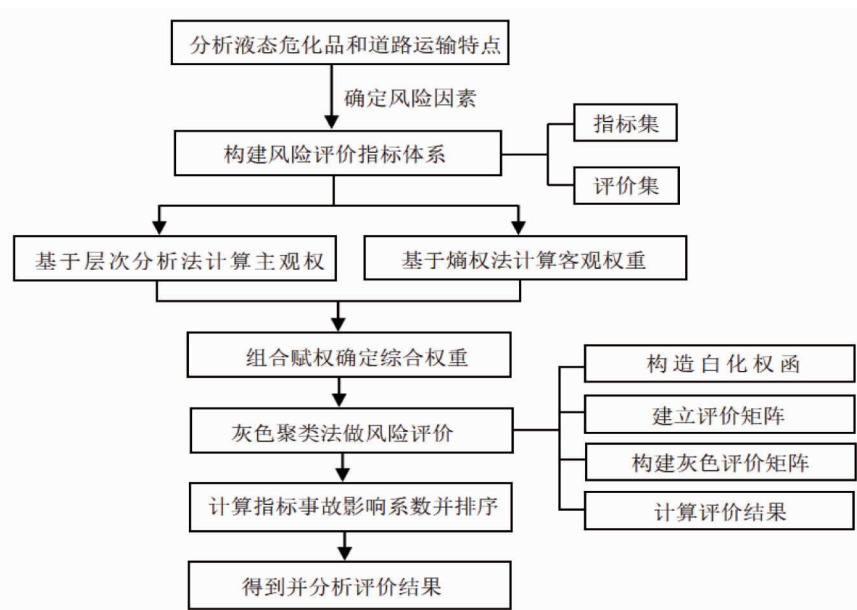 分析液态危化品和道路运输特点
确定风险因素
构建风险评价指标体系
指标集
评价集
基于层次分析法计算主观权
基于熵权法计算客观权重
组合赋权确定综合权重
灰色聚类法做风险评价
构造白化权函
建立评价矩阵
构建灰色评价矩阵
计算评价结果
计算指标事故影响系数并排序
得到并分析评价结果